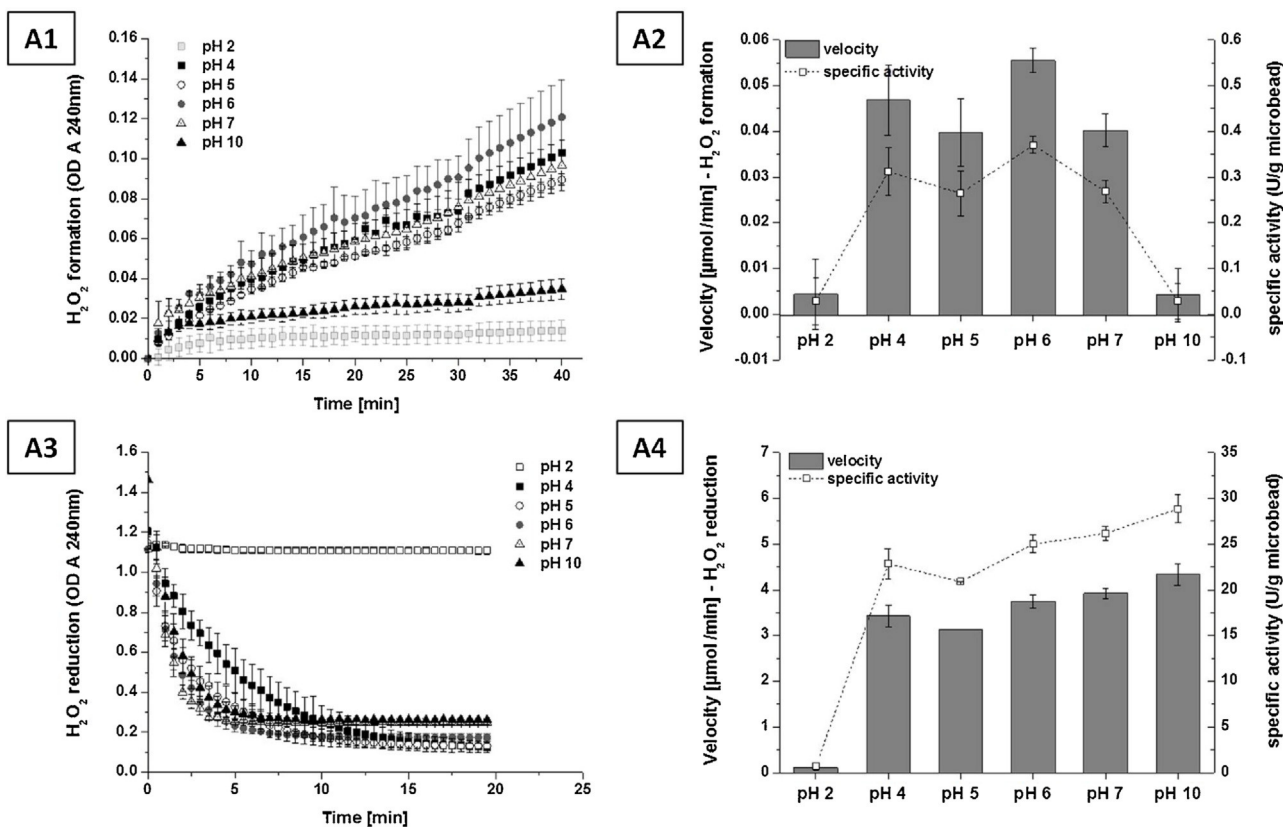 A1
H₂O₂ formation (OD A 240nm)
0.16
0.14
0.12
0.10
0.08
0.06
0.04
0.02
0.00
pH 2
pH 4
pH 5
pH 6
pH 7
pH 10
0 5 5 10 15 20 25 30 35 40
Time [min]
A2
Velocity [µmol/min] - H₂O₂ formation
0.06
0.05
0.04
0.03
0.02
0.01
0.00
-0.01
velocity
specific activity
pH 2 pH 4 pH 5 pH 6 pH 7 pH 10
0.6
0.5
0.4
0.3
0.2
0.1
0.0
-0.1
specific activity (U/g microbead)
A3
H₂O₂ reduction (OD A 240nm)
1.6
1.4
1.2
1.0
0.8
0.6
0.4
0.2
0.0
pH 2
pH 4
pH 5
pH 6
pH 7
pH 10
0 5 10 15 20 25
Time [min]
A4
Velocity [µmol/min] - H₂O₂ reduction
7
6
5
4
3
2
1
0
velocity
specific activity
pH 2 pH 4 pH 5 pH 6 pH 7 pH 10
35
30
25
20
15
10
5
0
specific activity (U/g microbead)